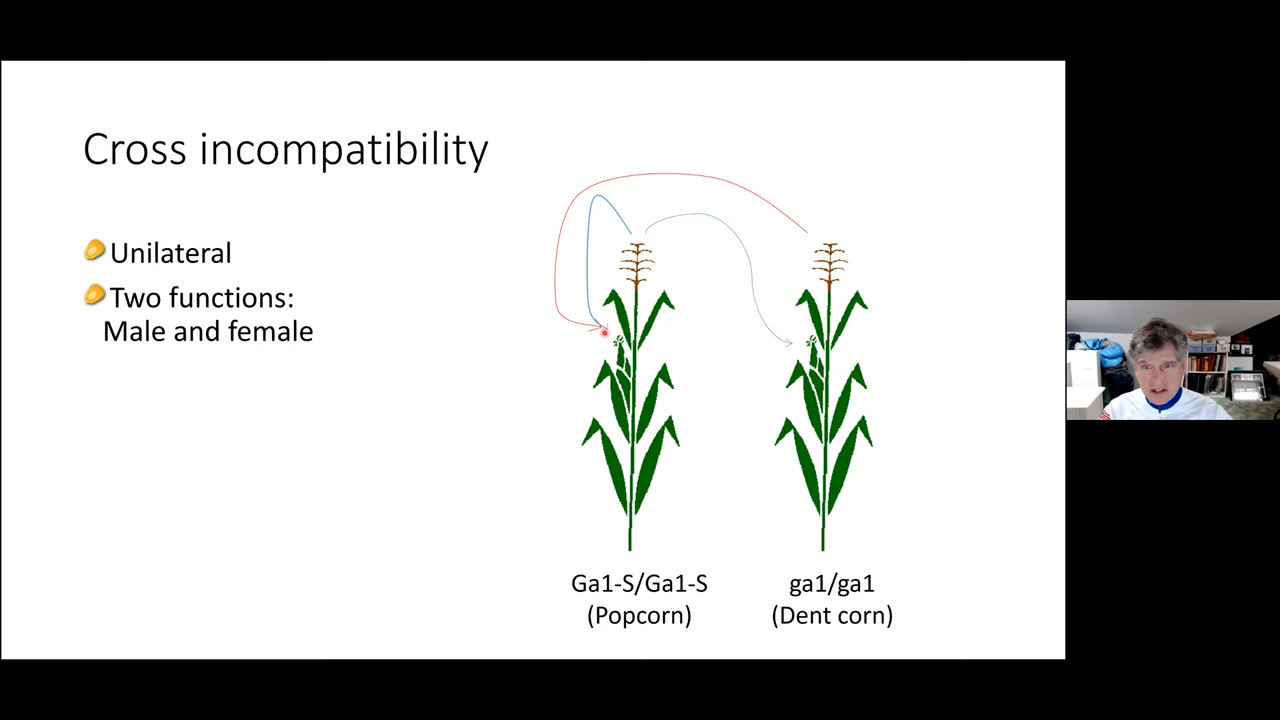 Cross incompatibility
Unilateral
Two functions:
Male and female
Ga1-S/Ga1-S
(Popcorn)
ga1/ga1
(Dent corn)